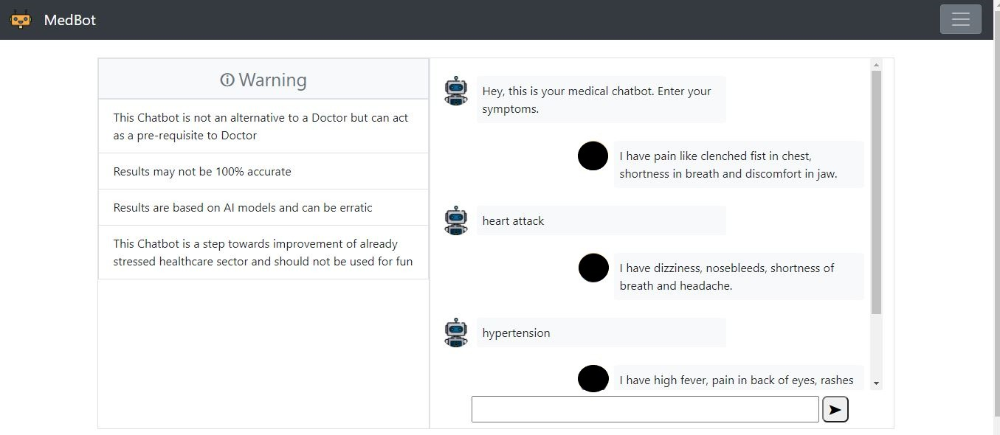 MedBot
Warning
This Chatbot is not an alternative to a Doctor but can act
as a pre-requisite to Doctor
Results may not be 100% accurate
Results are based on AI models and can be erratic
This Chatbot is a step towards improvement of already
stressed healthcare sector and should not be used for fun
Hey, this is your medical chatbot. Enter your
symptoms.
I have pain like clenched fist in chest,
shortness in breath and discomfort in jaw.
heart attack
I have dizziness, nosebleeds, shortness of
breath and headache.
hypertension
I have high fever, pain in back of eyes, rashes